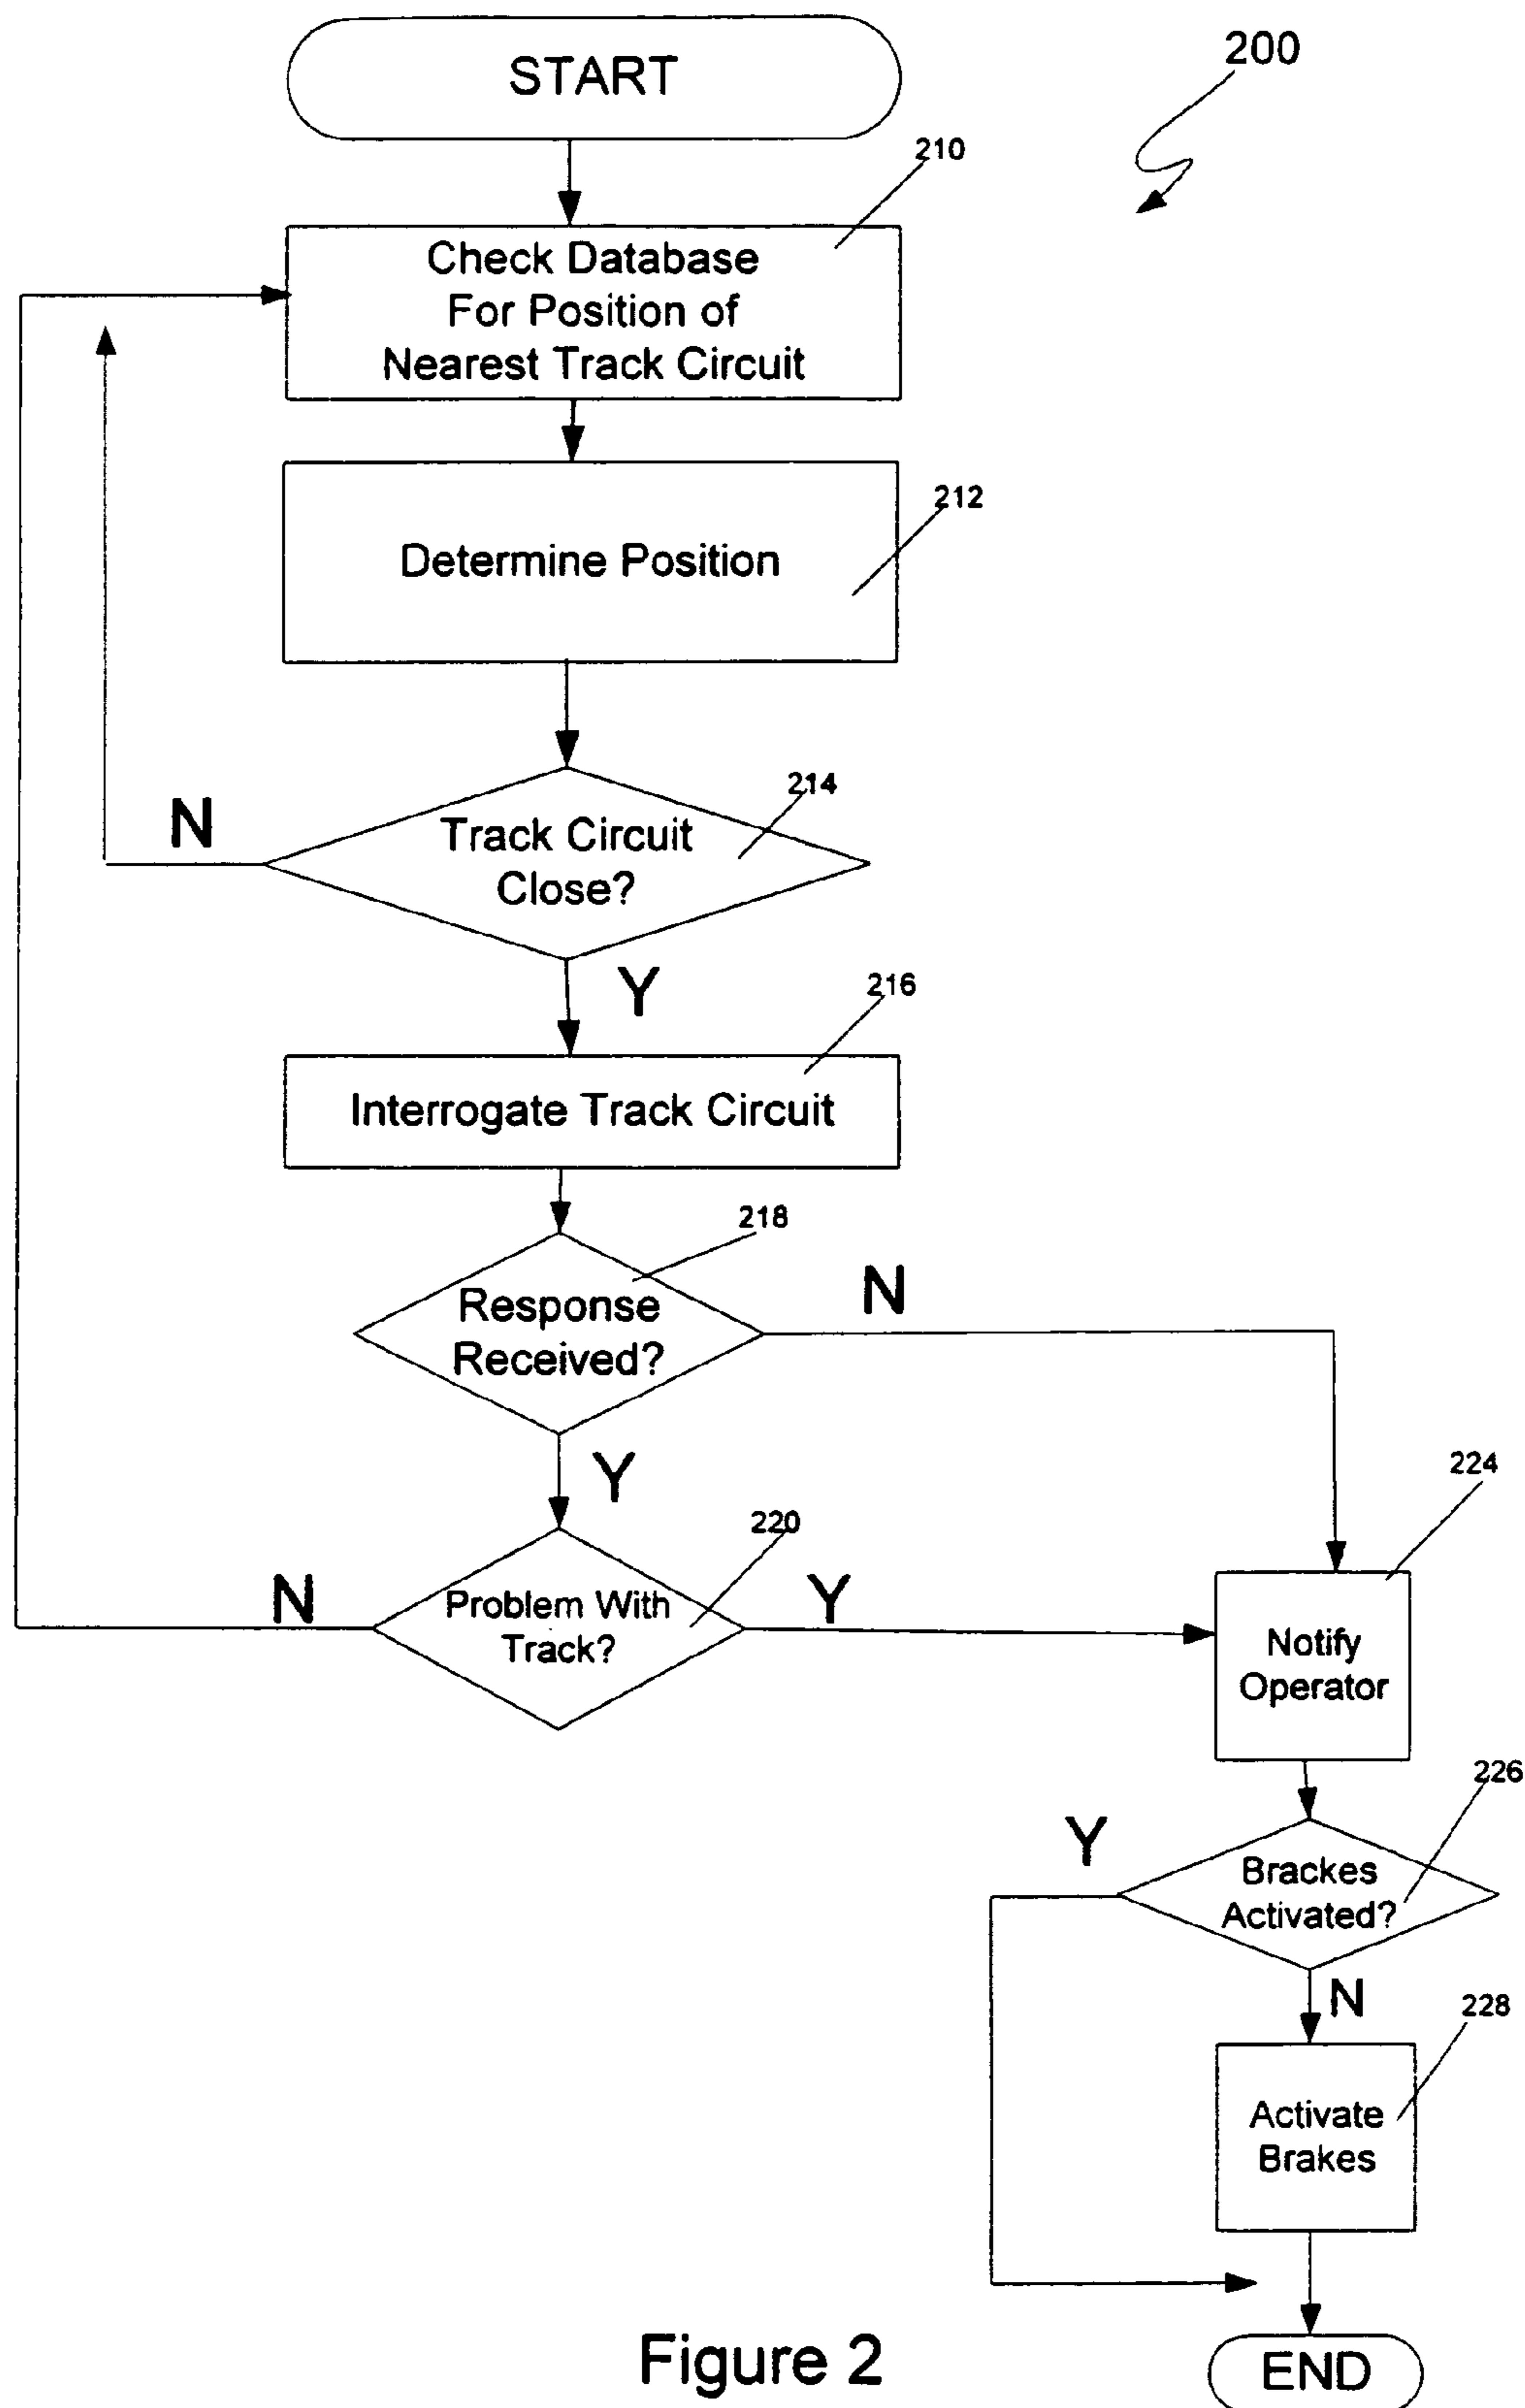 START
200
210
Check Database
For Position of
Nearest Track Circuit
212
Determine Position
214
N
Track Circuit
Close?
Y
216
Interrogate Track Circuit
218
Response
Received?
N
Y
220
224
N
Problem With
Track?
Y
Notify
Operator
226
Y
Brackes
Activated?
N
228
Activate
Brakes
Figure 2
END